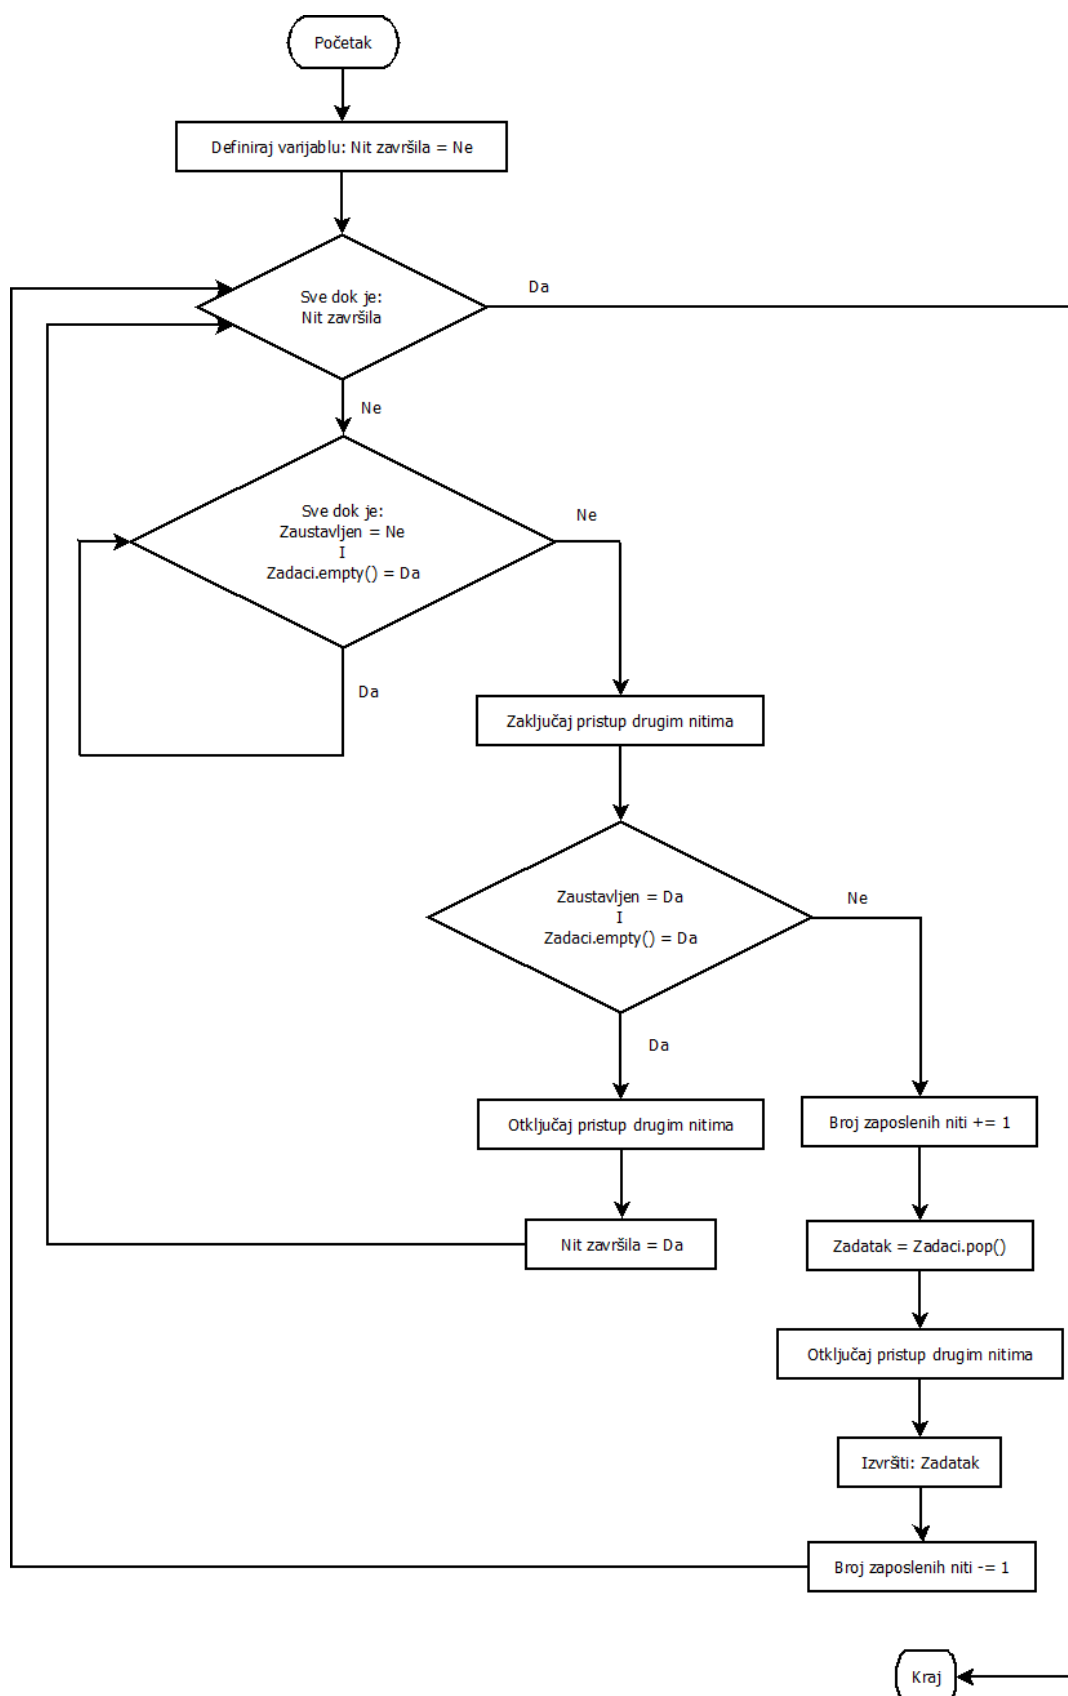 Početak
Definiraj varijablu: Nit završila = Ne
Sve dok je:
Nit završila
Da
Ne
Sve dok je:
Zaustavljen = Ne
I
Zadaci.empty() = Da
Ne
Da
Zaključaj pristup drugim nitima
Zaustavljen = Da
I
Zadaci.empty() = Da
Ne
Da
Otključaj pristup drugim nitima
Nit završila = Da
Broj zaposlenih niti += 1
Zadatak = Zadaci.pop()
Otključaj pristup drugim nitima
Izvršiti: Zadatak
Broj zaposlenih niti -= 1
Kraj